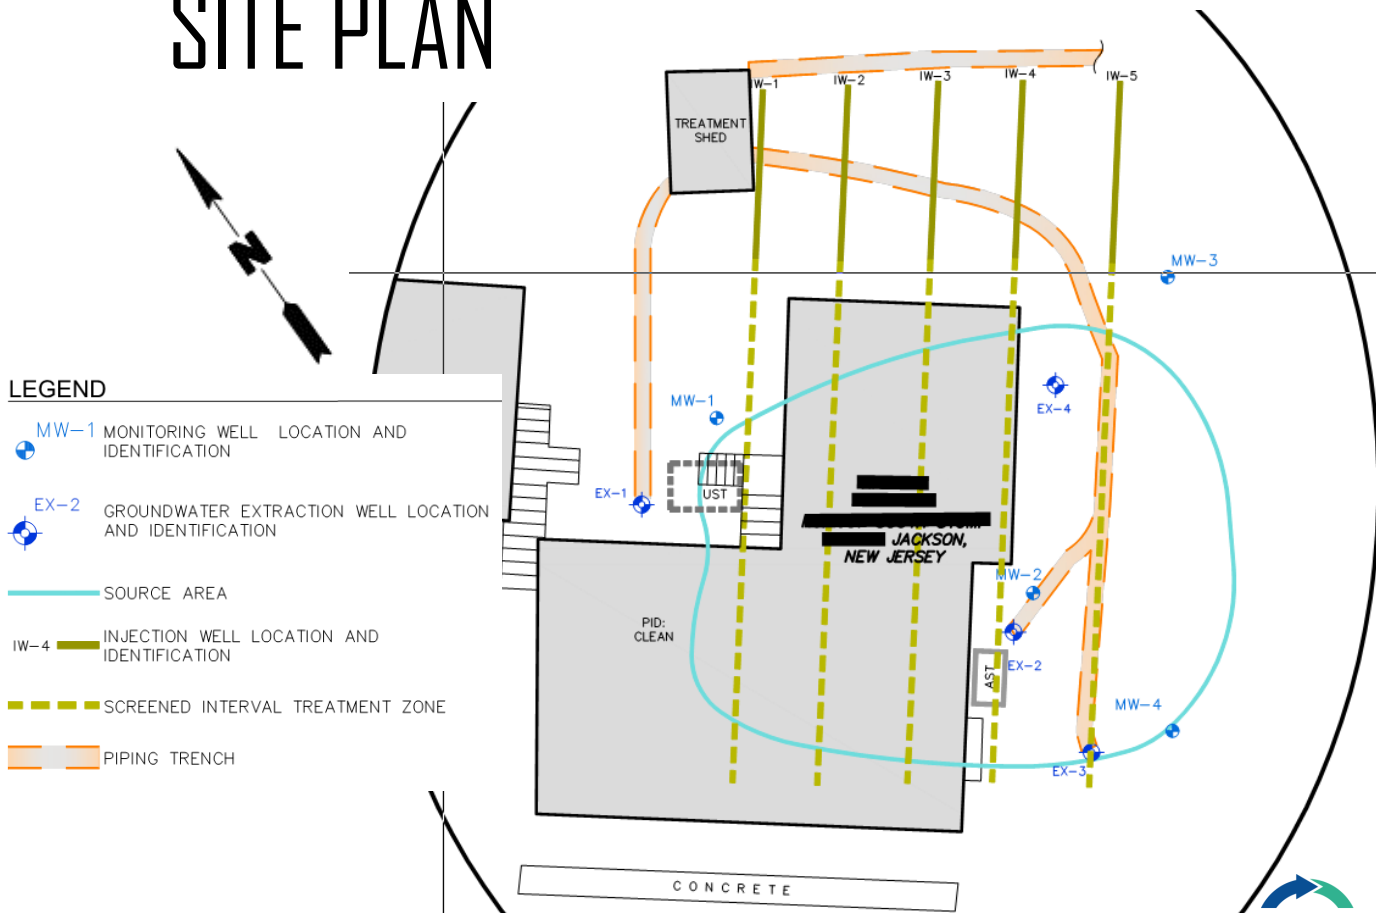 SITE PLAN
IW-1
IW-2
IW-3
IW-4
IW-5
TREATMENT
SHED
N
MW-3
LEGEND
MW-1 MONITORING WELL LOCATION AND
IDENTIFICATION
EX-2 GROUNDWATER EXTRACTION WELL LOCATION
AND IDENTIFICATION
SOURCE AREA
IW-4 INJECTION WELL LOCATION AND
IDENTIFICATION
SCREENED INTERVAL TREATMENT ZONE
PIPING TRENCH
MW-1
EX-4
EX-1
UST
JACKSON,
NEW JERSEY
MW-2
PID:
CLEAN
EX-2
AST
MW-4
EX-3
CONCRETE